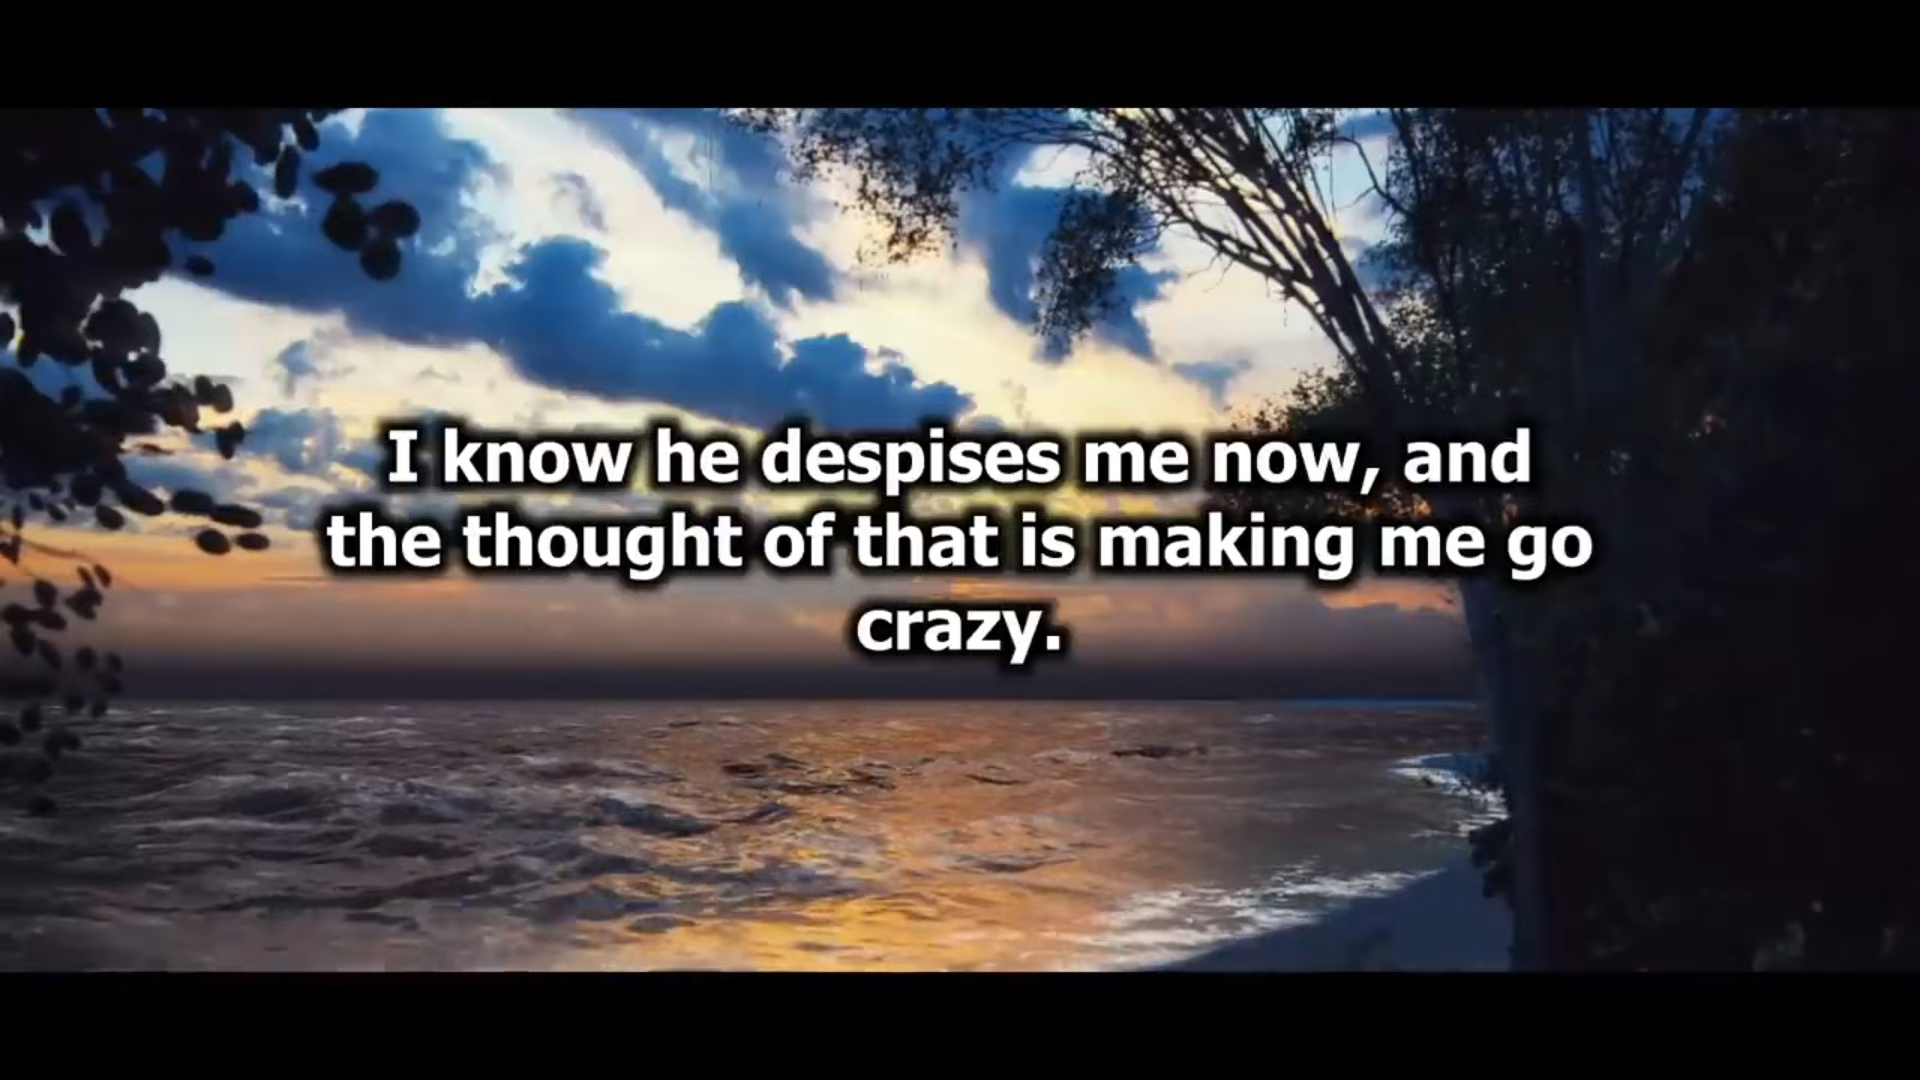 I know he despises me now, and
the thought of that is making me go
crazy.